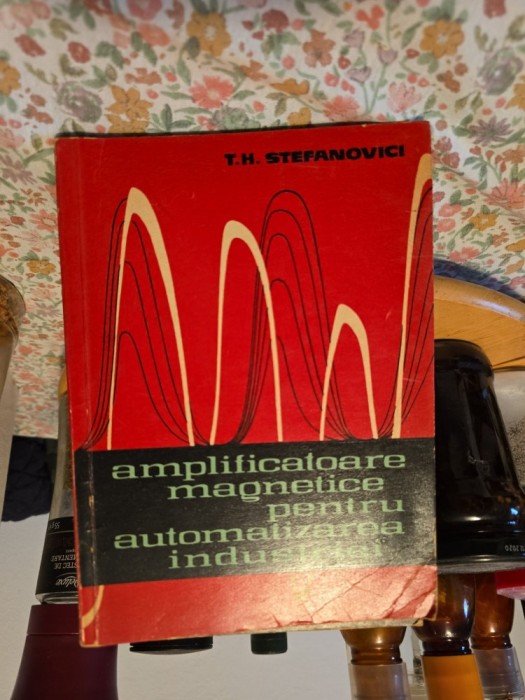 T.H. STEFANOVICI
amplificatoare
magnetice
pentru
automatizarea
industriei